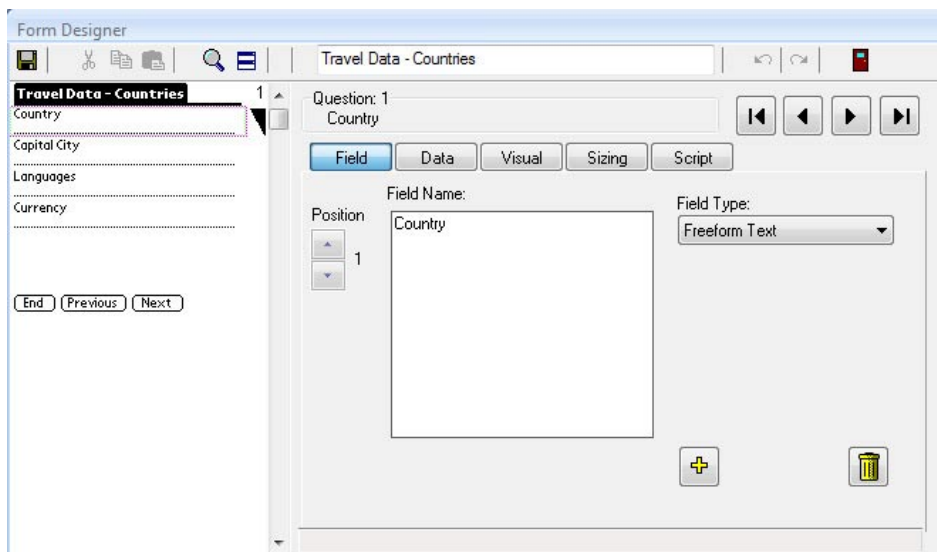 Form Designer
Travel Data - Countries
Travel Data - Countries 1
Country
Capital City
Languages
Currency
End Previous Next
Question: 1
Country
Field Data Visual Sizing Script
Field Name:
Position
Country
1
Field Type:
Freeform Text